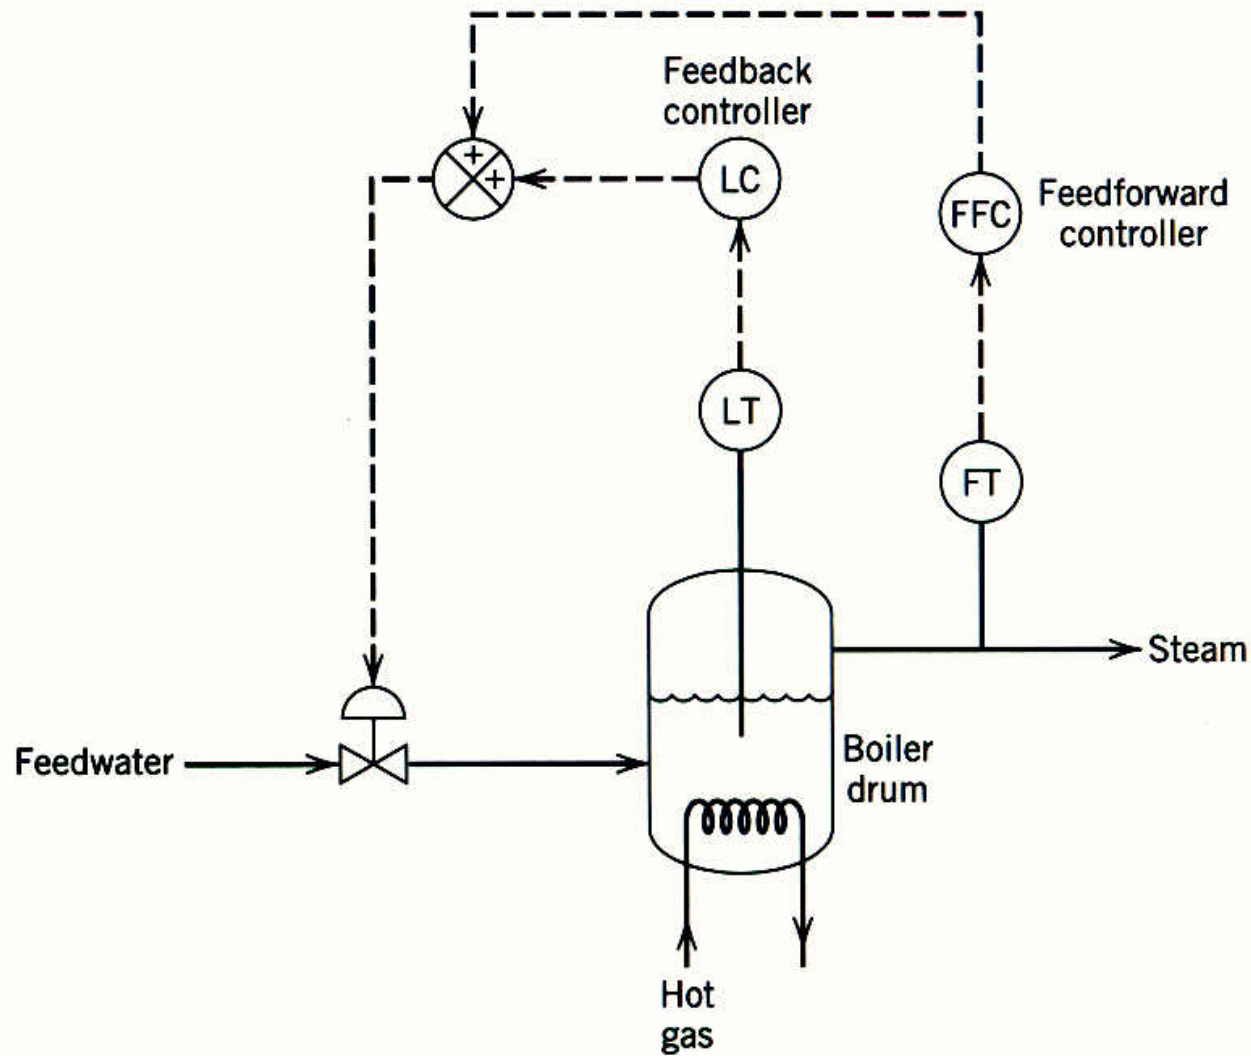 Feedback
controller
+
+
LC
FFC
Feedforward
controller
LT
FT
Steam
Feedwater
Boiler
drum
Hot
gas